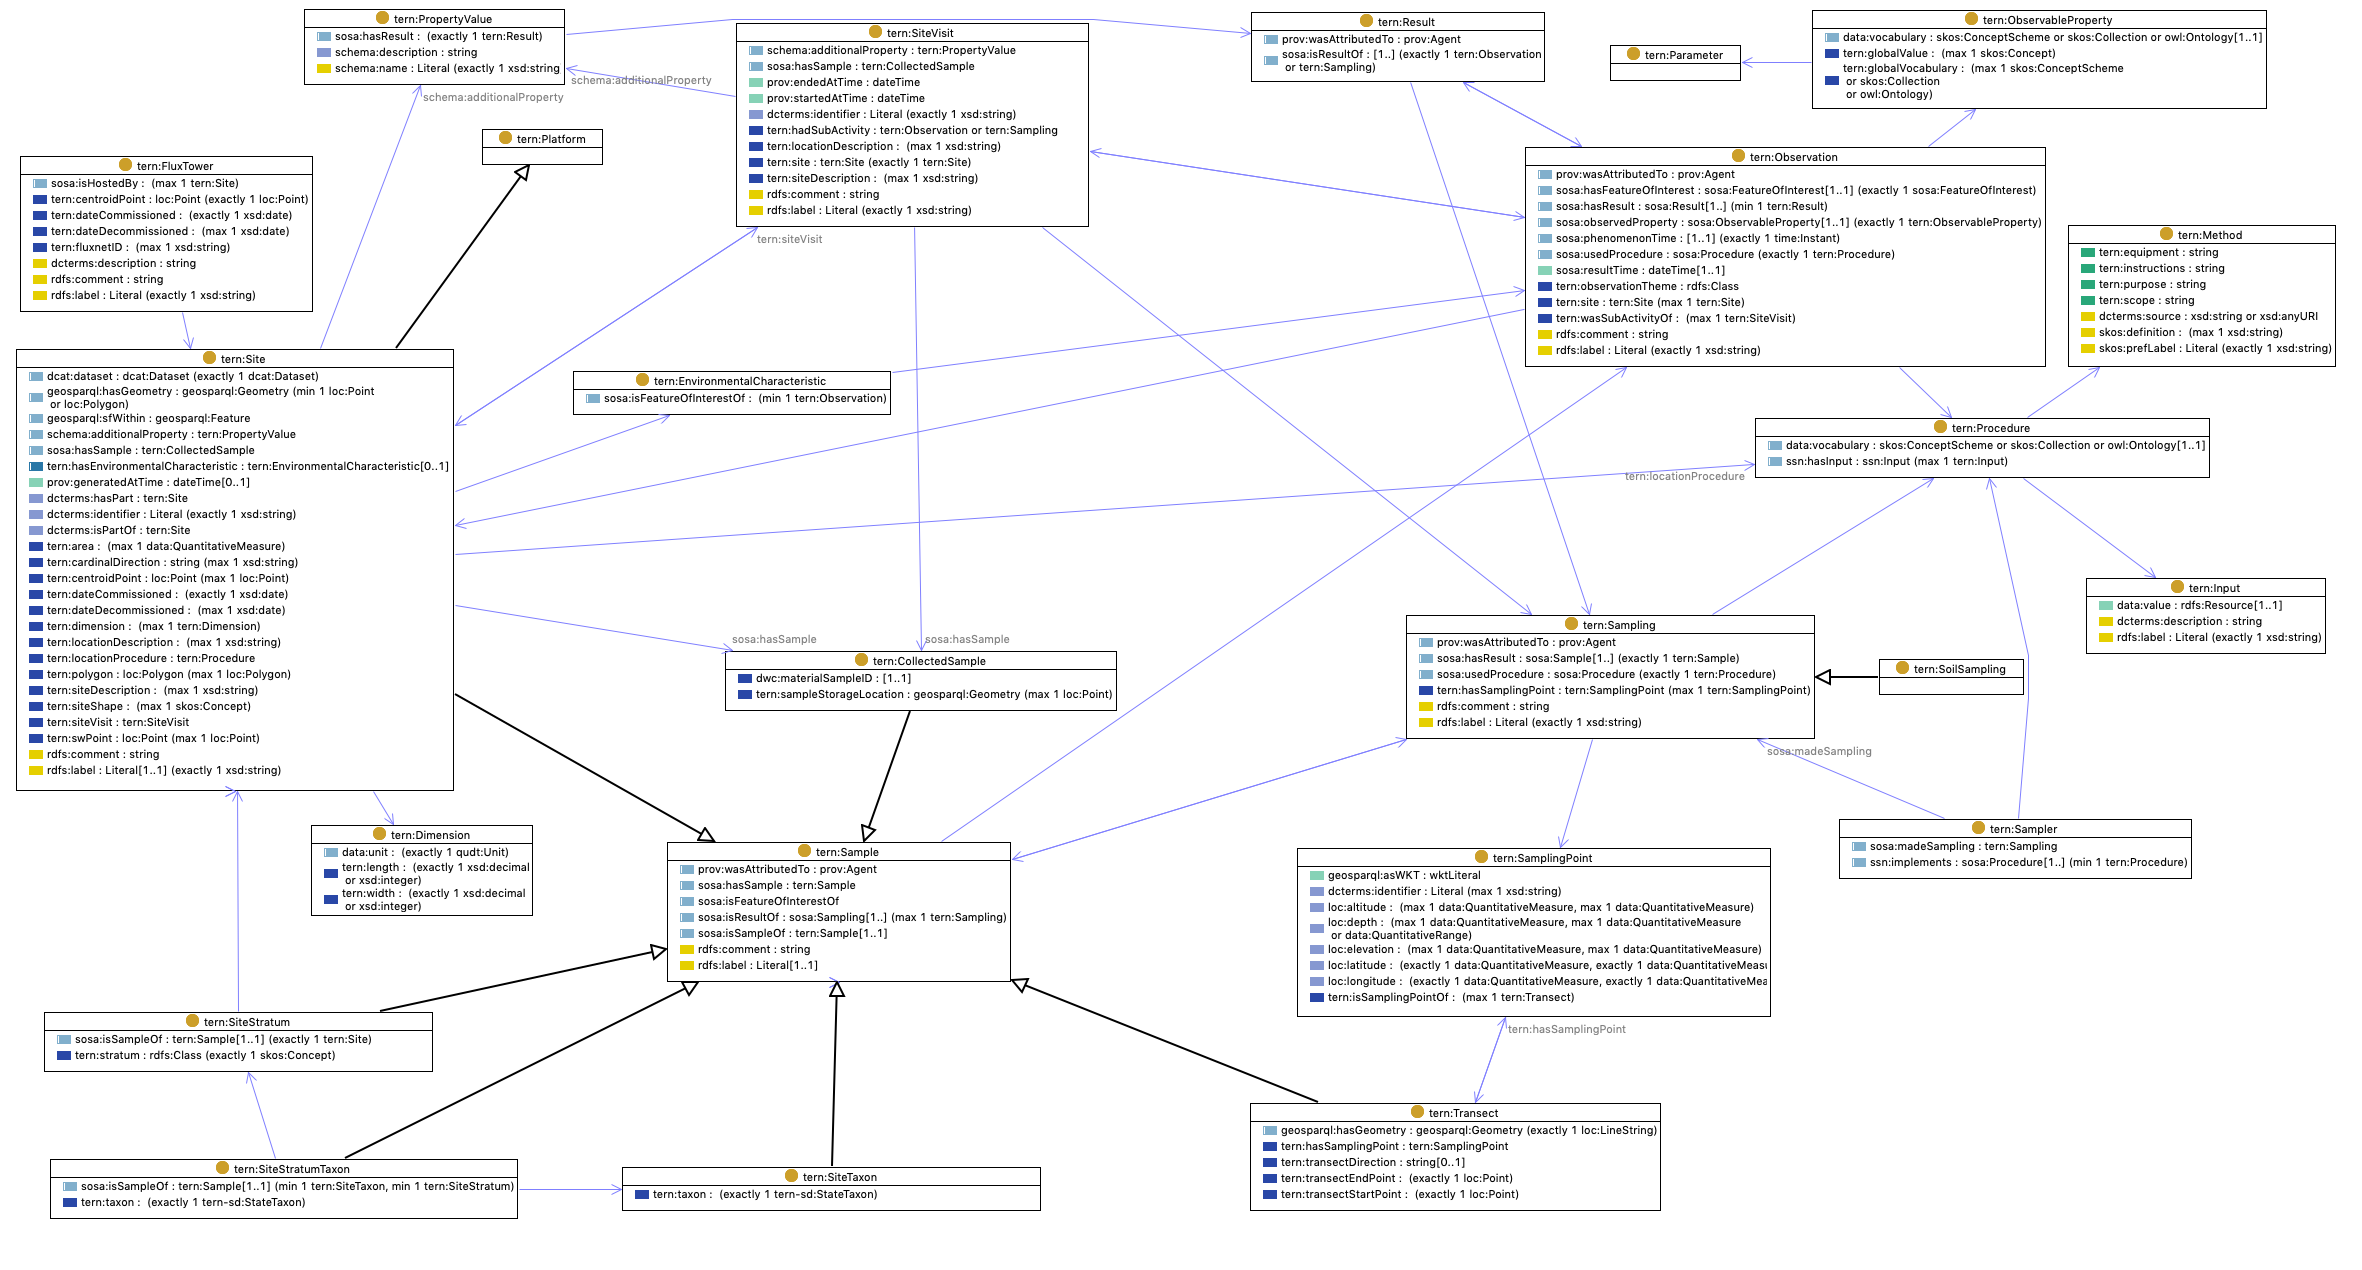 tern:PropertyValue
sosa:hasResult :  (exactly 1 tern:Result)
schema:description : string
schema:name : Literal (exactly 1 xsd:string
tern:SiteVisit
schema:additionalProperty : tern:PropertyValue
sosa:hasSample : tern:CollectedSample
prov:endedAtTime : dateTime
prov:startedAtTime : dateTime
dcterms:identifier : Literal (exactly 1 xsd:string)
tern:hadSubActivity : tern:Observation or tern:Sampling
tern:locationDescription :  (max 1 xsd:string)
tern:site : tern:Site (exactly 1 tern:Site)
tern:siteDescription :  (max 1 xsd:string)
rdfs:comment : string
rdfs:label : Literal (exactly 1 xsd:string)
tern:Result
prov:wasAttributedTo : prov:Agent
sosa:isResultOf : [1..] (exactly 1 tern:Observation
or tern:Sampling)
tern:Parameter
tern:ObservableProperty
data:vocabulary : skos:ConceptScheme or skos:Collection or owl:Ontology[1..1]
tern:globalValue :  (max 1 skos:Concept)
tern:globalVocabulary :  (max 1 skos:ConceptScheme
or skos:Collection
or owl:Ontology)
schema:additionalProperty
schema:additionalProperty
tern:Platform
tern:FluxTower
sosa:isHostedBy :  (max 1 tern:Site)
tern:centroidPoint : loc:Point (exactly 1 loc:Point)
tern:dateCommissioned :  (exactly 1 xsd:date)
tern:dateDecommissioned :  (max 1 xsd:date)
tern:fluxnetID :  (max 1 xsd:string)
dcterms:description : string
rdfs:comment : string
rdfs:label : Literal (exactly 1 xsd:string)
tern:Observation
prov:wasAttributedTo : prov:Agent
sosa:hasFeatureOfInterest : sosa:FeatureOfInterest[1..1] (exactly 1 sosa:FeatureOfInterest)
sosa:hasResult : sosa:Result[1..] (min 1 tern:Result)
sosa:observedProperty : sosa:ObservableProperty[1..1] (exactly 1 tern:ObservableProperty)
sosa:phenomenonTime : [1..1] (exactly 1 time:Instant)
sosa:usedProcedure : sosa:Procedure (exactly 1 tern:Procedure)
sosa:resultTime : dateTime[1..1]
tern:observationTheme : rdfs:Class
tern:site : tern:Site (max 1 tern:Site)
tern:wasSubActivityOf :  (max 1 tern:SiteVisit)
rdfs:comment : string
rdfs:label : Literal (exactly 1 xsd:string)
tern:Method
tern:equipment : string
tern:instructions : string
tern:purpose : string
tern:scope : string
dcterms:source : xsd:string or xsd:anyURI
skos:definition :  (max 1 xsd:string)
skos:prefLabel : Literal (exactly 1 xsd:string)
tern:siteVisit
tern:Site
dcat:dataset : dcat:Dataset (exactly 1 dcat:Dataset)
geosparql:hasGeometry : geosparql:Geometry (min 1 loc:Point
or loc:Polygon)
geosparql:sfWithin : geosparql:Feature
schema:additionalProperty : tern:PropertyValue
sosa:hasSample : tern:CollectedSample
tern:hasEnvironmentalCharacteristic : tern:EnvironmentalCharacteristic[0..1]
prov:generatedAtTime : dateTime[0..1]
dcterms:hasPart : tern:Site
dcterms:identifier : Literal (exactly 1 xsd:string)
dcterms:isPartOf : tern:Site
tern:area :  (max 1 data:QuantitativeMeasure)
tern:cardinalDirection : string (max 1 xsd:string)
tern:centroidPoint : loc:Point (max 1 loc:Point)
tern:dateCommissioned :  (exactly 1 xsd:date)
tern:dateDecommissioned :  (max 1 xsd:date)
tern:dimension :  (max 1 tern:Dimension)
tern:locationDescription :  (max 1 xsd:string)
tern:locationProcedure : tern:Procedure
tern:polygon : loc:Polygon (max 1 loc:Polygon)
tern:siteDescription :  (max 1 xsd:string)
tern:siteShape :  (max 1 skos:Concept)
tern:siteVisit : tern:SiteVisit
tern:swPoint : loc:Point (max 1 loc:Point)
rdfs:comment : string
rdfs:label : Literal[1..1] (exactly 1 xsd:string)
tern:EnvironmentalCharacteristic
sosa:isFeatureOfInterestOf :  (min 1 tern:Observation)
tern:Procedure
data:vocabulary : skos:ConceptScheme or skos:Collection or owl:Ontology[1..1]
ssn:hasInput : ssn:Input (max 1 tern:Input)
tern:locationProcedure
tern:Input
data:value : rdfs:Resource[1..1]
dcterms:description : string
rdfs:label : Literal (exactly 1 xsd:string)
sosa:hasSample
sosa:hasSample
tern:CollectedSample
dwc:materialSampleID : [1..1]
tern:sampleStorageLocation : geosparql:Geometry (max 1 loc:Point)
tern:Sampling
prov:wasAttributedTo : prov:Agent
sosa:hasResult : sosa:Sample[1..] (exactly 1 tern:Sample)
sosa:usedProcedure : sosa:Procedure (exactly 1 tern:Procedure)
tern:hasSamplingPoint : tern:SamplingPoint (max 1 tern:SamplingPoint)
rdfs:comment : string
rdfs:label : Literal (exactly 1 xsd:string)
tern:SoilSampling
sosa:madeSampling
tern:Sampler
sosa:madeSampling : tern:Sampling
ssn:implements : sosa:Procedure[1..] (min 1 tern:Procedure)
tern:Dimension
data:unit :  (exactly 1 qudt:Unit)
tern:length :  (exactly 1 xsd:decimal
or xsd:integer)
tern:width :  (exactly 1 xsd:decimal
or xsd:integer)
tern:Sample
prov:wasAttributedTo : prov:Agent
sosa:hasSample : tern:Sample
sosa:isFeatureOfInterestOf
sosa:isResultOf : sosa:Sampling[1..] (max 1 tern:Sampling)
sosa:isSampleOf : tern:Sample[1..1]
rdfs:comment : string
rdfs:label : Literal[1..1]
tern:SamplingPoint
geosparql:asWKT : wktLiteral
dcterms:identifier : Literal (max 1 xsd:string)
loc:altitude :  (max 1 data:QuantitativeMeasure, max 1 data:QuantitativeMeasure)
loc:depth :  (max 1 data:QuantitativeMeasure, max 1 data:QuantitativeMeasure
or data:QuantitativeRange)
loc:elevation :  (max 1 data:QuantitativeMeasure, max 1 data:QuantitativeMeasure)
loc:latitude :  (exactly 1 data:QuantitativeMeasure, exactly 1 data:QuantitativeMeasu
loc:longitude :  (exactly 1 data:QuantitativeMeasure, exactly 1 data:QuantitativeMea
tern:isSamplingPointOf :  (max 1 tern:Transect)
tern:hasSamplingPoint
tern:SiteStratum
sosa:isSampleOf : tern:Sample[1..1] (exactly 1 tern:Site)
tern:stratum : rdfs:Class (exactly 1 skos:Concept)
tern:Transect
geosparql:hasGeometry : geosparql:Geometry (exactly 1 loc:LineString)
tern:hasSamplingPoint : tern:SamplingPoint
tern:transectDirection : string[0..1]
tern:transectEndPoint :  (exactly 1 loc:Point)
tern:transectStartPoint :  (exactly 1 loc:Point)
tern:SiteStratumTaxon
sosa:isSampleOf : tern:Sample[1..1] (min 1 tern:SiteTaxon, min 1 tern:SiteStratum)
tern:taxon :  (exactly 1 tern-sd:StateTaxon)
tern:SiteTaxon
tern:taxon :  (exactly 1 tern-sd:StateTaxon)